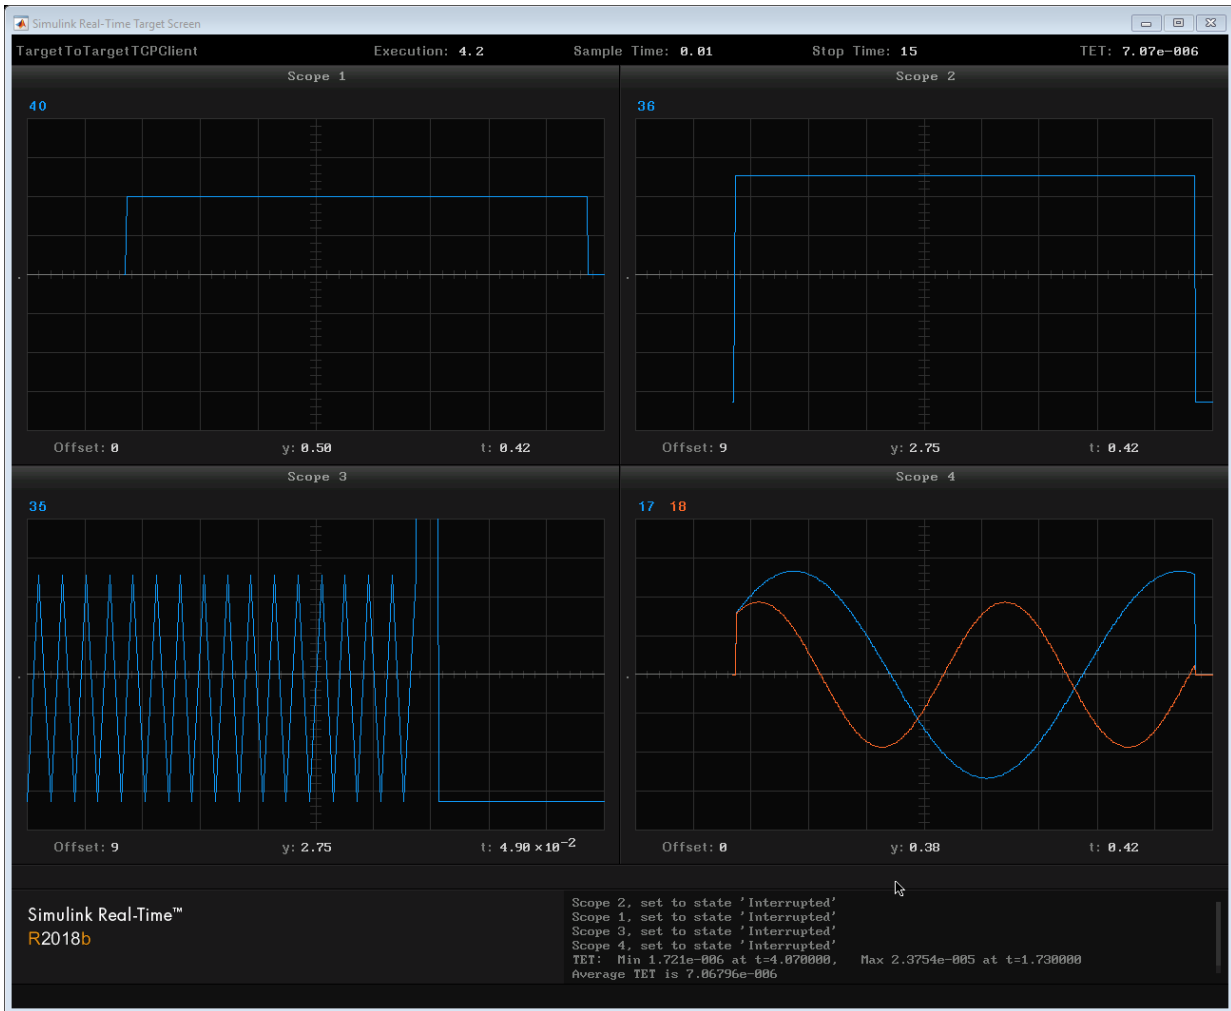 Simulink Real-Time Target Screen
TargetToTargetTCPClient Execution: 4.2 Sample Time: 0.01 Stop Time: 15 TET: 7.07e-006
Scope 1
40
Offset: 0 y: 0.50 t: 0.42
Scope 2
36
Offset: 9 y: 2.75 t: 0.42
Scope 3
35
Offset: 9 y: 2.75 t: 4.90×10⁻²
Scope 4
17 18
Offset: 0 y: 0.38 t: 0.42
Simulink Real-Time™
R2018b
Scope 2, set to state 'Interrupted'
Scope 1, set to state 'Interrupted'
Scope 3, set to state 'Interrupted'
Scope 4, set to state 'Interrupted'
TET: Min 1.721e-006 at t=4.070000, Max 2.3754e-005 at t=1.730000
Average TET is 7.06796e-006